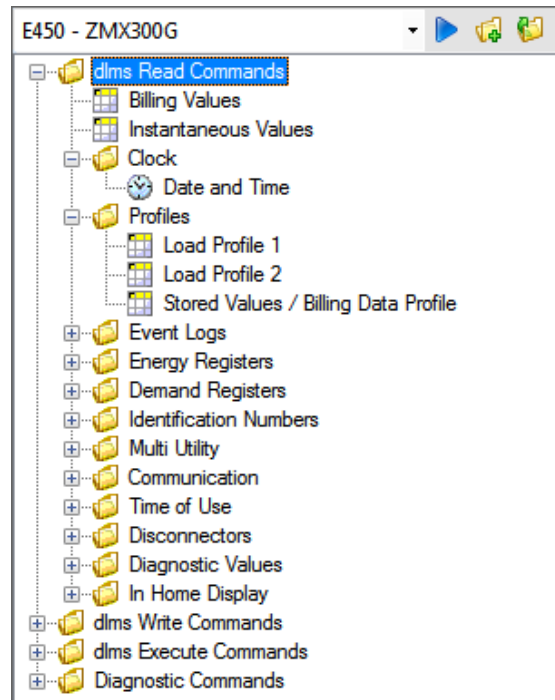 E450 - ZMX300G
dlms Read Commands
Billing Values
Instantaneous Values
Clock
Date and Time
Profiles
Load Profile 1
Load Profile 2
Stored Values / Billing Data Profile
Event Logs
Energy Registers
Demand Registers
Identification Numbers
Multi Utility
Communication
Time of Use
Disconnectors
Diagnostic Values
In Home Display
dlms Write Commands
dlms Execute Commands
Diagnostic Commands